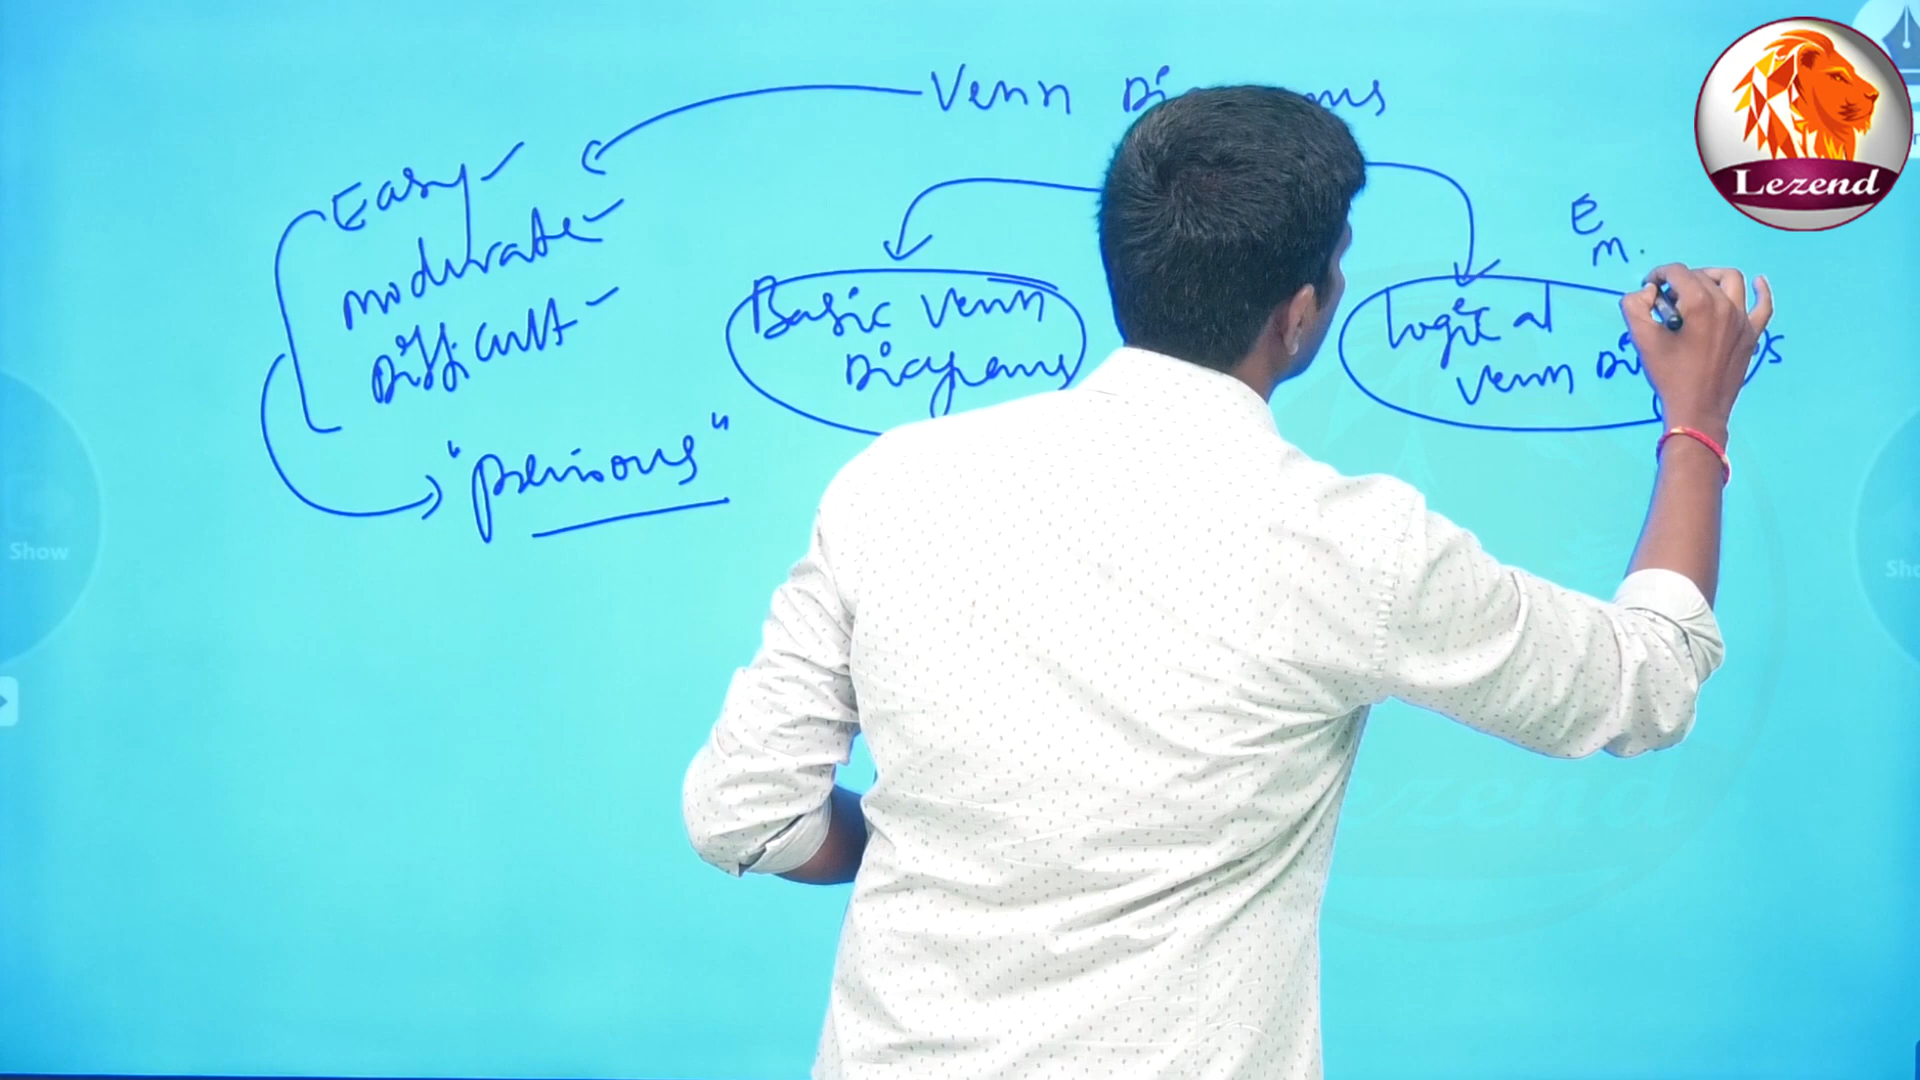 Venn
Easy
moderate
Difficult
"previous"
Basic Venn
Diagrams
Logical
Venn
E
m.
Lezend
Show